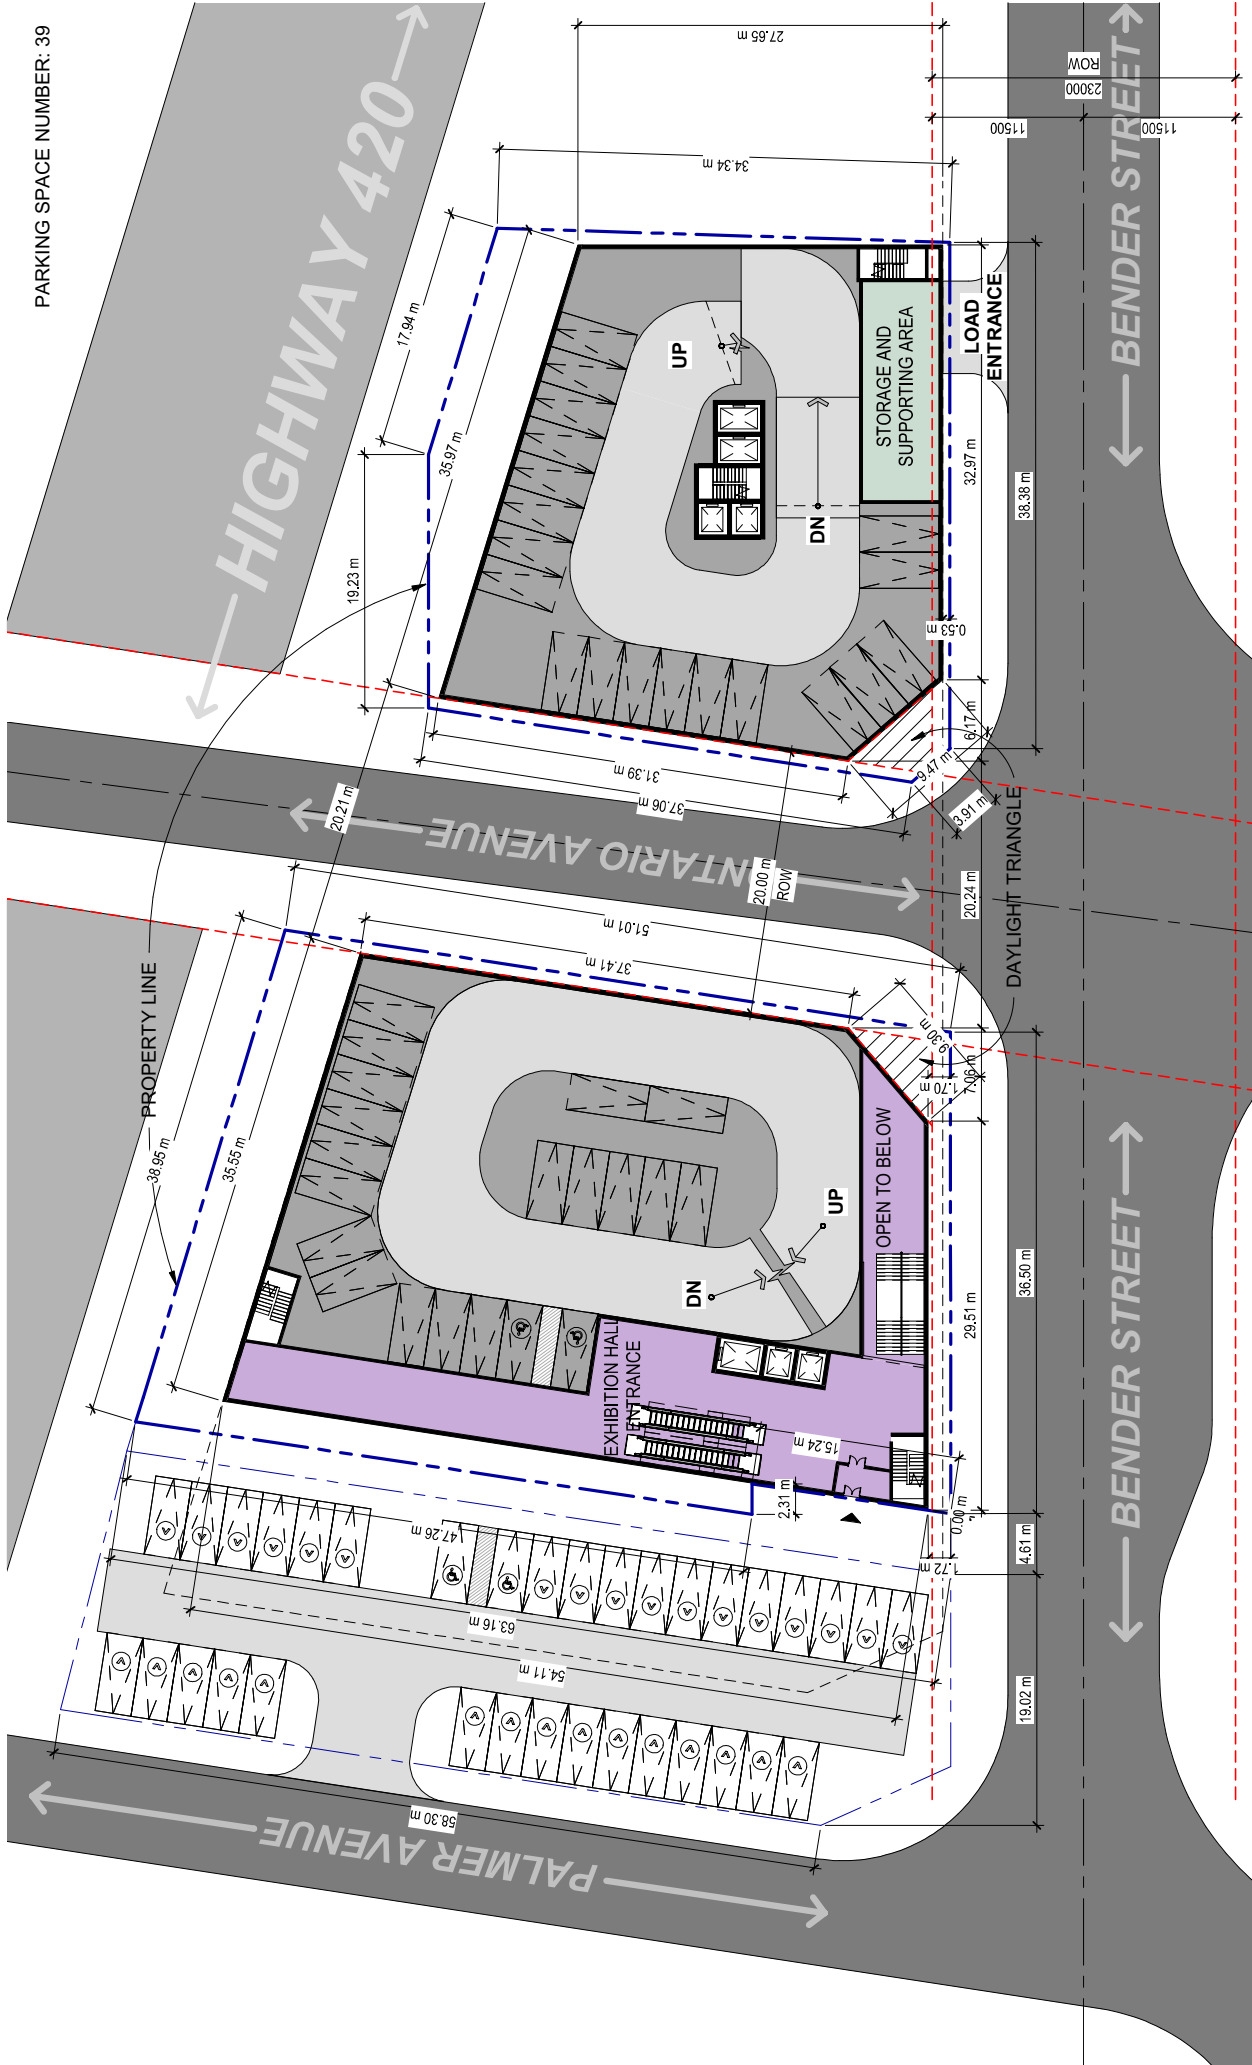 PARKING SPACE NUMBER: 39
HIGHWAY 420
27.65 m
ROW
23000
11500
11500
BENDER STREET
34.34 m
17.94 m
35.97 m
19.23 m
UP
DN
STORAGE AND
SUPPORTING AREA
LOAD
ENTRANCE
32.97 m
38.38 m
0.53 m
6.17 m
9.47 m
3.91 m
31.39 m
37.06 m
20.21 m
ONTARIO AVENUE
20.00 m
ROW
20.24 m
DAYLIGHT TRIANGLE
51.01 m
37.41 m
PROPERTY LINE
38.95 m
35.55 m
9.30 m
1.70 m
7.06 m
OPEN TO BELOW
UP
DN
EXHIBITION HALL
ENTRANCE
15.24 m
2.31 m
0.00 m
29.51 m
36.50 m
BENDER STREET
4.61 m
1.72 m
47.26 m
63.16 m
54.11 m
19.02 m
58.30 m
PALMER AVENUE